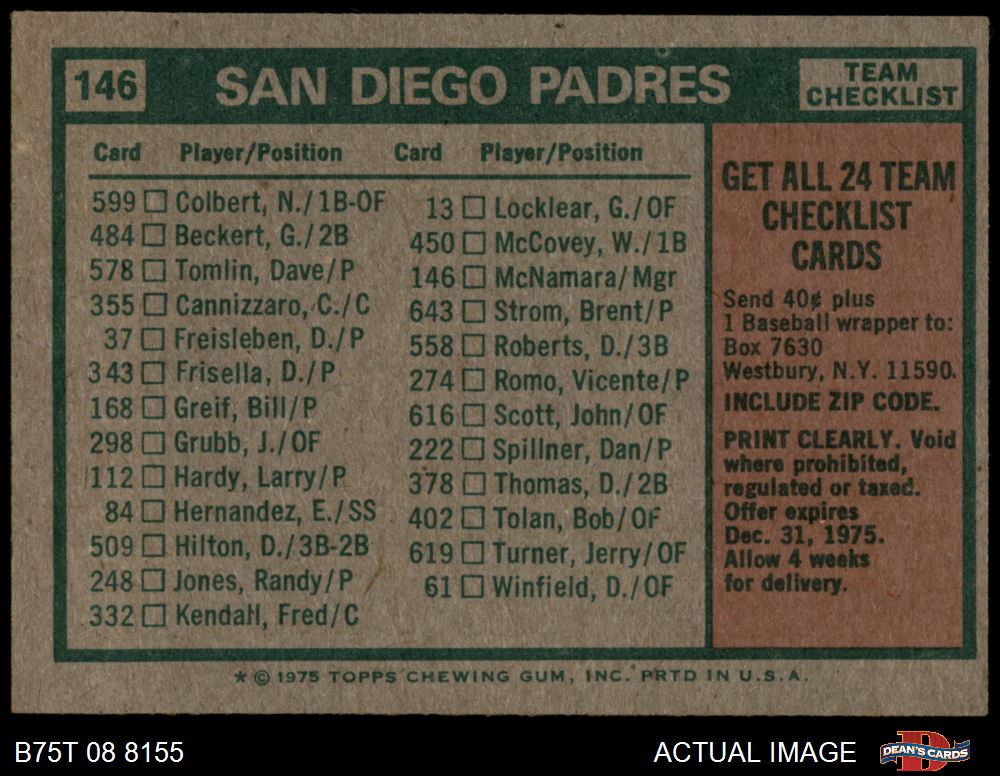 146
SAN DIEGO PADRES
TEAM
CHECKLIST
Card Player/Position
599 Colbert, N./1B-OF
484 Beckert, G./2B
578 Tomlin, Dave/P
355 Cannizzaro, C./C
37 Freisleben, D./P
343 Frisella, D./P
168 Greif, Bill/P
298 Grubb, J./OF
112 Hardy, Larry/P
84 Hernandez, E./SS
509 Hilton, D./3B-2B
248 Jones, Randy/P
332 Kendall, Fred/C
Card Player/Position
13 Locklear, G./OF
450 McCovey, W./1B
146 McNamara/Mgr
643 Strom, Brent/P
558 Roberts, D./3B
274 Romo, Vicente/P
616 Scott, John/OF
222 Spillner, Dan/P
378 Thomas, D./2B
402 Tolan, Bob/OF
619 Turner, Jerry/OF
61 Winfield, D./OF
GET ALL 24 TEAM
CHECKLIST
CARDS
Send 40¢ plus
1 Baseball wrapper to:
Box 7630
Westbury, N.Y. 11590.
INCLUDE ZIP CODE.
PRINT CLEARLY. Void
where prohibited,
regulated or taxed.
Offer expires
Dec. 31, 1975.
Allow 4 weeks
for delivery.
* © 1975 TOPPS CHEWING GUM, INC. PRTD IN U.S.A.
B75T 08 8155
ACTUAL IMAGE
D
DEAN'S CARDS